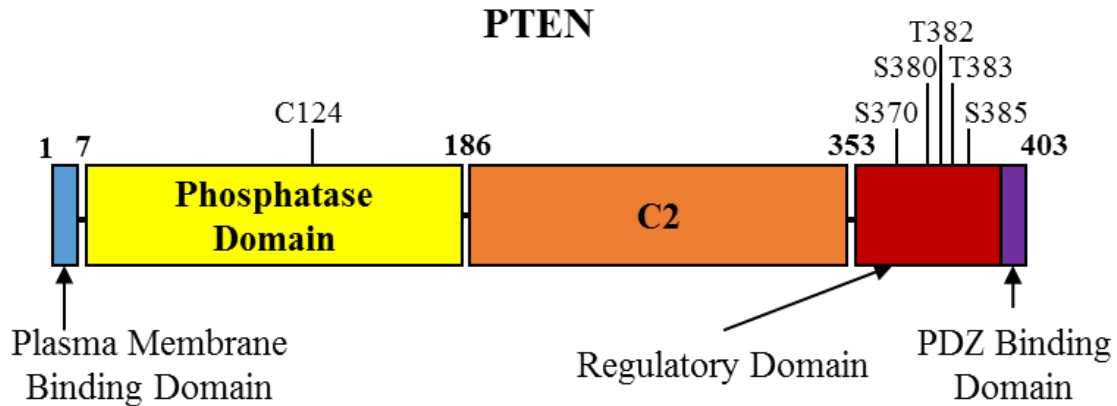 PTEN
T382
S380 T383
C124 S370 S385
1 7 186 353 403
Phosphatase
Domain
C2
Plasma Membrane
Binding Domain
Regulatory Domain
PDZ Binding
Domain